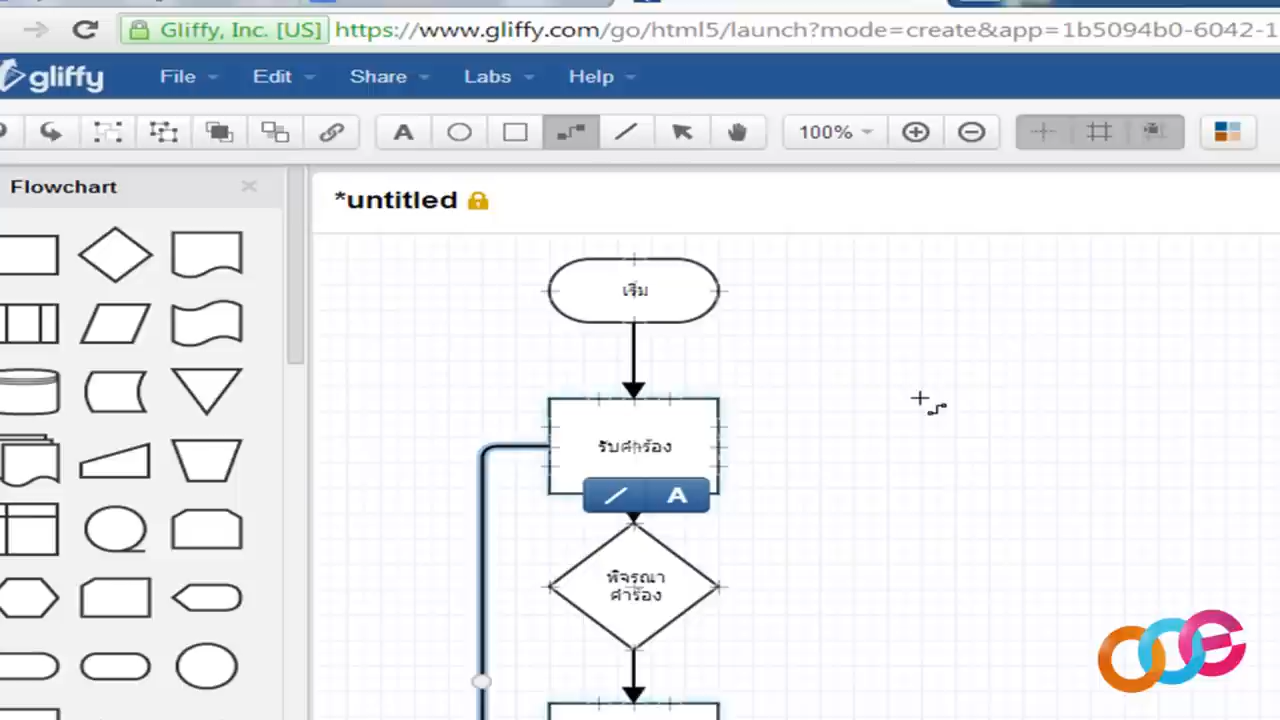 Gliffy, Inc. [US] https://www.gliffy.com/go/html5/launch?mode=create&app=1b5094b0-6042-1
gliffy File Edit Share Labs Help
A 100%
Flowchart
*untitled
เริ่ม
รับคำร้อง
A
พิจรณา
คำร้อง